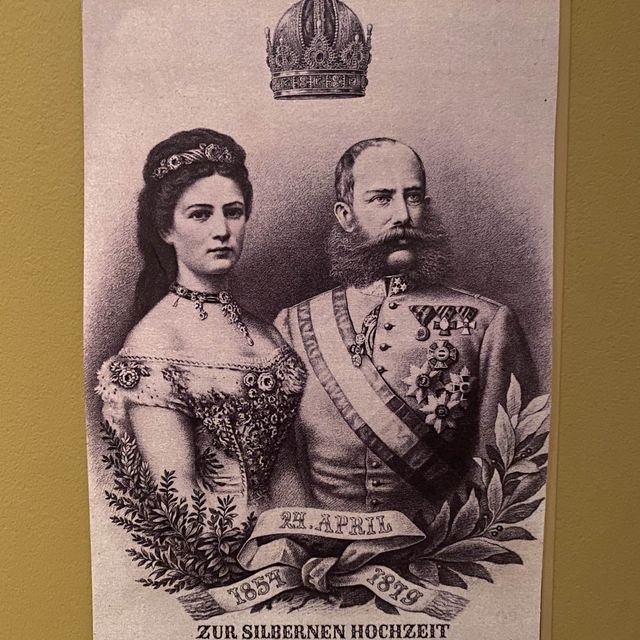 24. APRIL
1854 1879
ZUR SILBERNEN HOCHZEIT